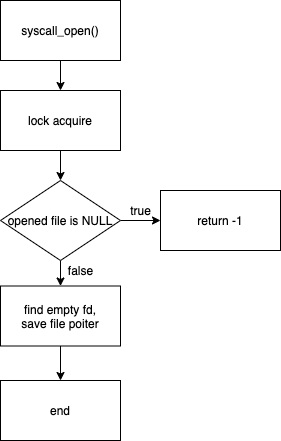 syscall_open()
lock acquire
opened file is NULL
true
return -1
false
find empty fd,
save file poiter
end